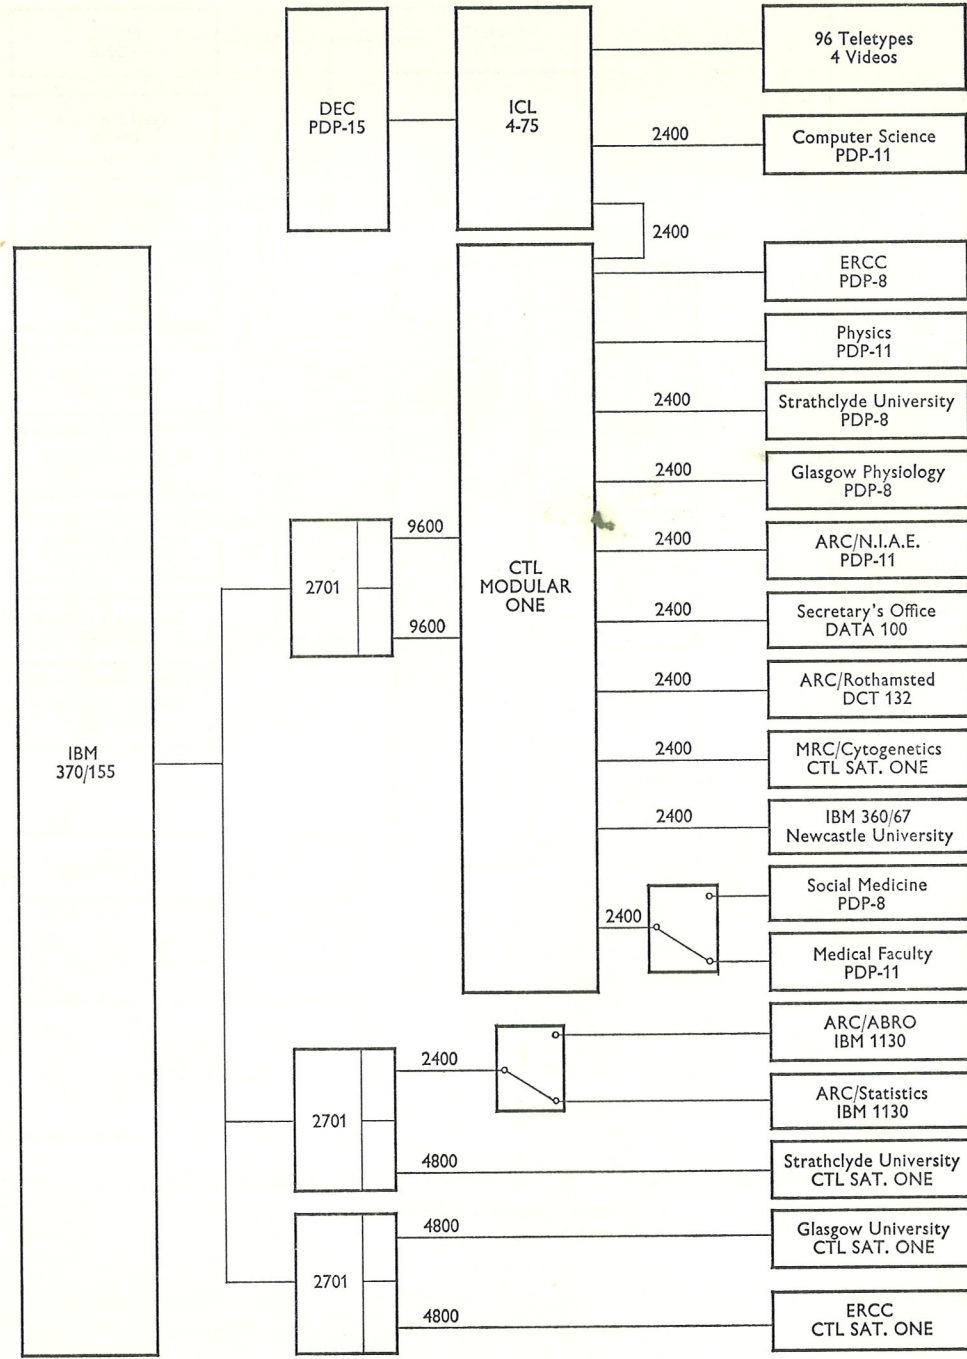 96 Teletypes
4 Videos
DEC
PDP-15
ICL
4-75
2400
Computer Science
PDP-11
2400
ERCC
PDP-8
Physics
PDP-11
2400
Strathclyde University
PDP-8
2400
Glasgow Physiology
PDP-8
9600
2400
ARC/N.I.A.E.
PDP-11
2701
CTL
MODULAR
ONE
2400
Secretary's Office
DATA 100
9600
2400
ARC/Rothamsted
DCT 132
IBM
370/155
2400
MRC/Cytogenetics
CTL SAT. ONE
2400
IBM 360/67
Newcastle University
Social Medicine
PDP-8
2400
Medical Faculty
PDP-11
ARC/ABRO
IBM 1130
2400
ARC/Statistics
IBM 1130
2701
4800
Strathclyde University
CTL SAT. ONE
4800
Glasgow University
CTL SAT. ONE
2701
4800
ERCC
CTL SAT. ONE